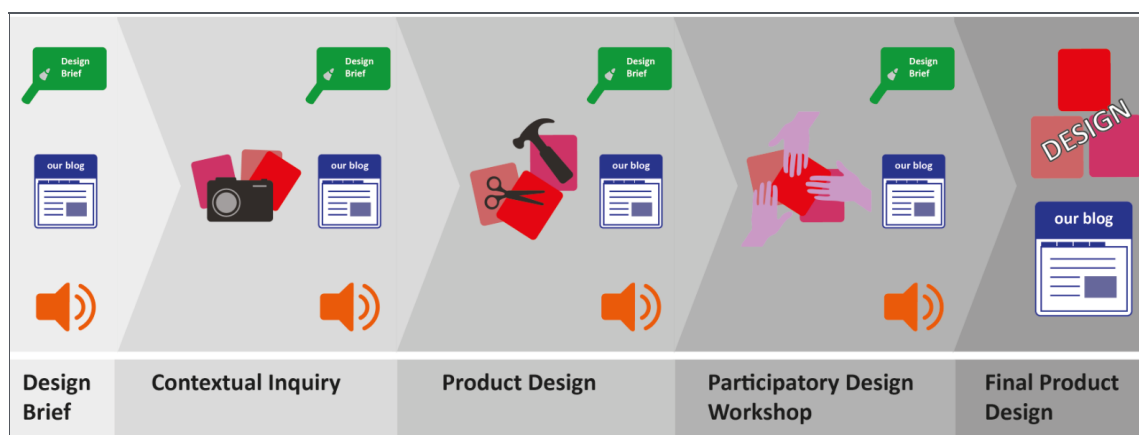 Design
Brief
Design
Brief
Design
Brief
Design
Brief
our blog
our blog
our blog
our blog
DESIGN
our blog
Design
Brief
Contextual Inquiry
Product Design
Participatory Design
Workshop
Final Product
Design